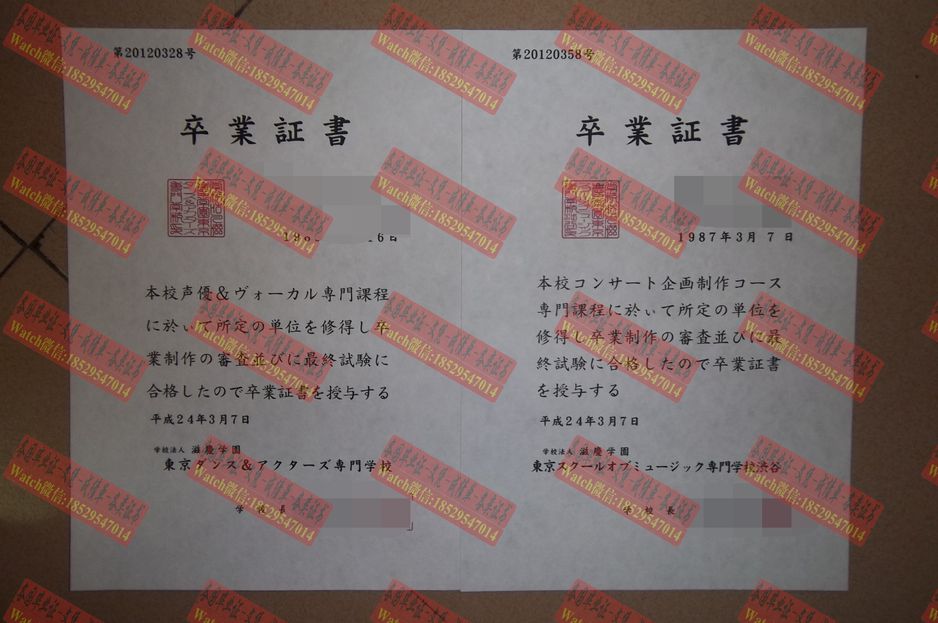 第20120328号
卒業証書
本校声優＆ヴォーカル専門課程
に於いて所定の単位を修得し卒
業制作の審査並びに最終試験に
合格したので卒業証書を授与する
平成24年3月7日
学校法人 滋慶学園
東京ダンス＆アクターズ専門学校
学校長
第20120358号
卒業証書
1987年3月7日
本校コンサート企画制作コース
専門課程に於いて所定の単位を
修得し卒業制作の審査並びに最
終試験に合格したので卒業証書
を授与する
平成24年3月7日
学校法人 滋慶学園
東京スクールオブミュージック専門学校渋谷
学校長
Watch微信:18529547014